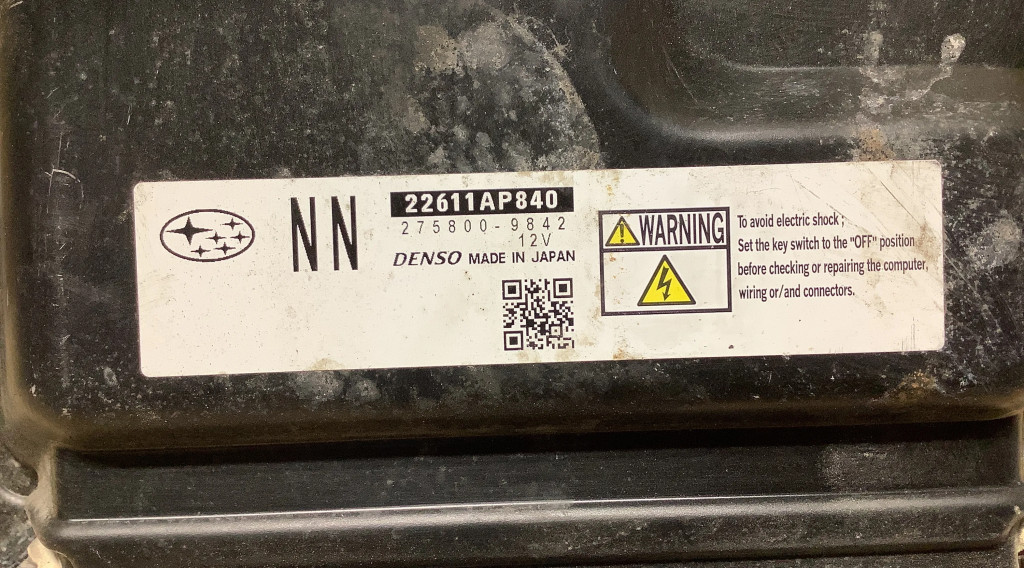 NN
22611AP840
275800-9842
12V
DENSO MADE IN JAPAN
WARNING
To avoid electric shock;
Set the key switch to the "OFF" position
before checking or repairing the computer,
wiring or/and connectors.